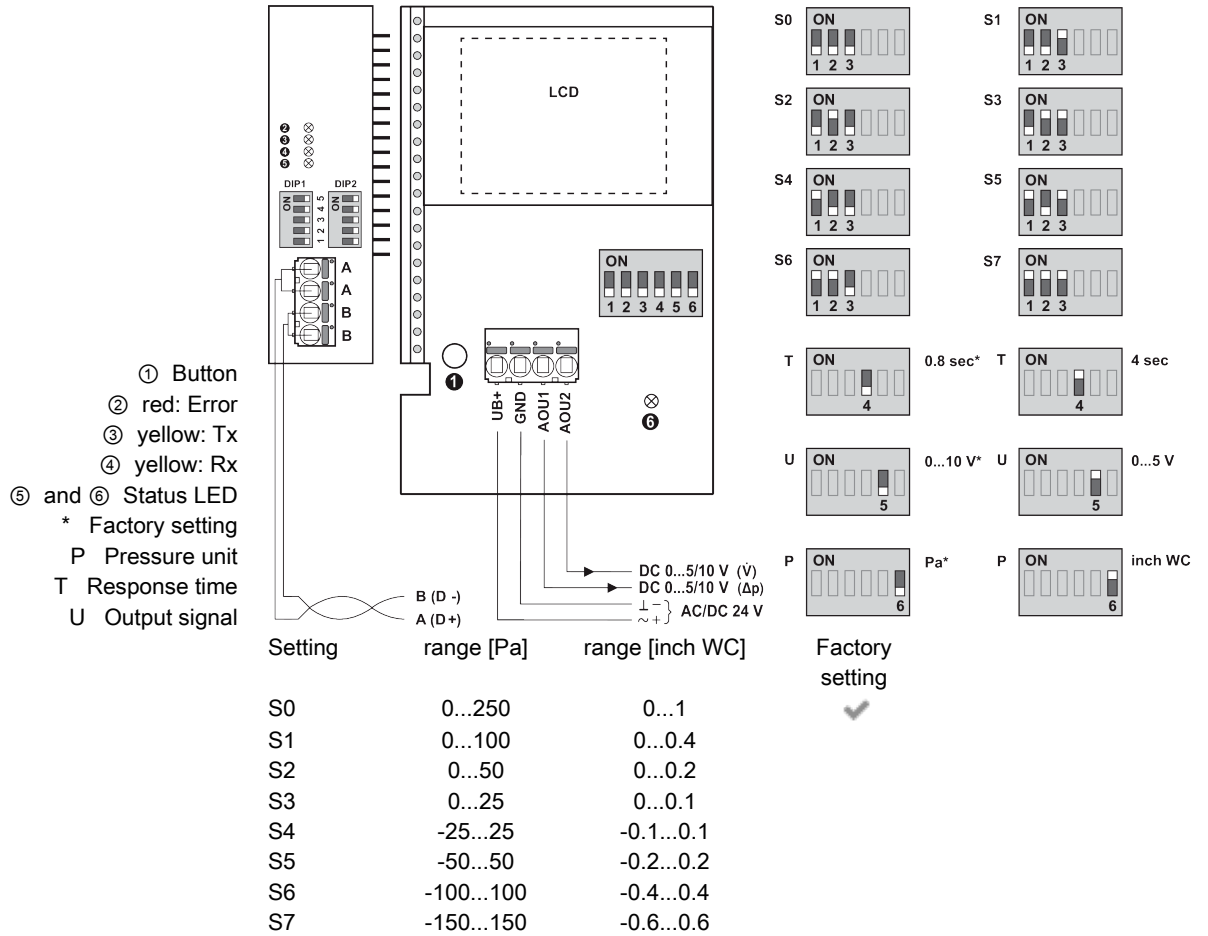 S0 ON
1 2 3
S1 ON
1 2 3
LCD
S2 ON
1 2 3
S3 ON
1 2 3
❷
❸
❹
❺
DIP1 DIP2
ON ON
1 2 3 4 5
S4 ON
1 2 3
S5 ON
1 2 3
A
A
B
B
ON
1 2 3 4 5 6
S6 ON
1 2 3
S7 ON
1 2 3
❶
UB+
GND
AOU1
AOU2
❻
T ON 0.8 sec*
4
T ON 4 sec
4
① Button
② red: Error
③ yellow: Tx
④ yellow: Rx
⑤ and ⑥ Status LED
* Factory setting
P Pressure unit
T Response time
U Output signal
U ON 0...10 V*
5
U ON 0...5 V
5
P ON Pa*
6
P ON inch WC
6
DC 0...5/10 V (V̇)
DC 0...5/10 V (Δp)
⊥ −
~ + } AC/DC 24 V
B (D -)
A (D+)
Setting range [Pa] range [inch WC] Factory
setting
S0 0...250 0...1 ✔
S1 0...100 0...0.4
S2 0...50 0...0.2
S3 0...25 0...0.1
S4 -25...25 -0.1...0.1
S5 -50...50 -0.2...0.2
S6 -100...100 -0.4...0.4
S7 -150...150 -0.6...0.6